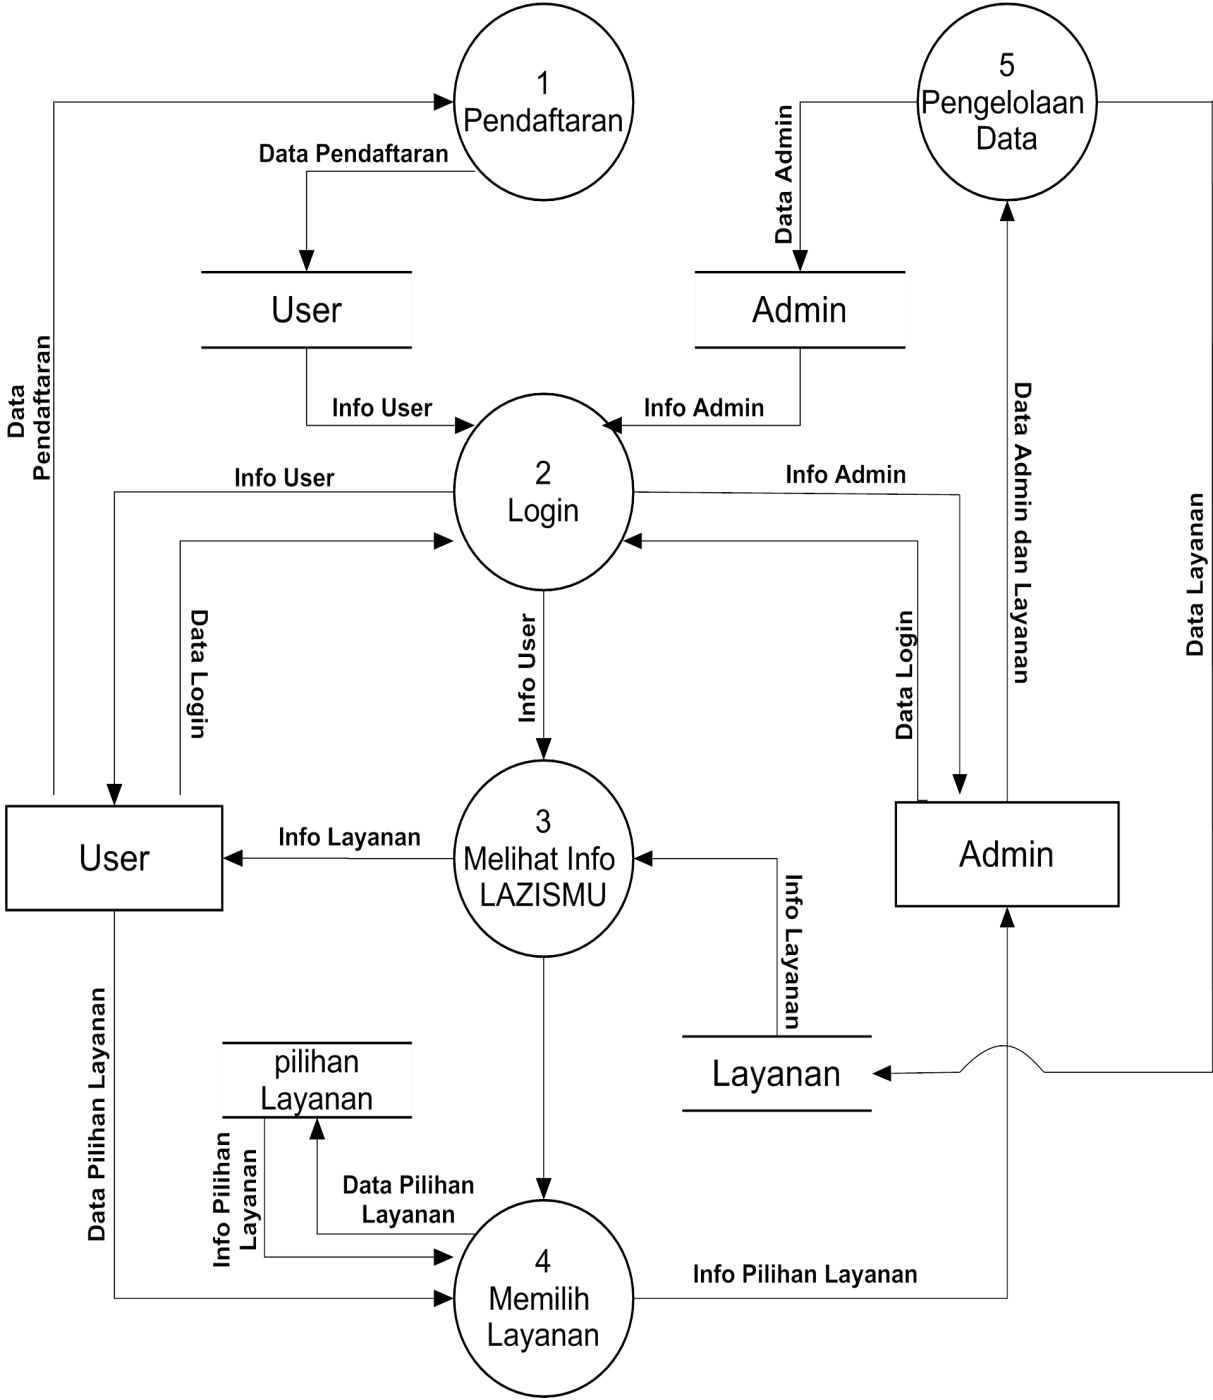 1
Pendaftaran
5
Pengelolaan
Data
Data Pendaftaran
Data Admin
User
Admin
Data
Pendaftaran
Info User
Info Admin
2
Login
Info User
Info Admin
Data Admin dan Layanan
Data Layanan
Data Login
Info User
Data Login
3
Melihat Info
LAZISMU
User
Info Layanan
Admin
Info Layanan
Data Pilihan Layanan
pilihan
Layanan
Layanan
Info Pilihan
Layanan
Data Pilihan
Layanan
4
Memilih
Layanan
Info Pilihan Layanan